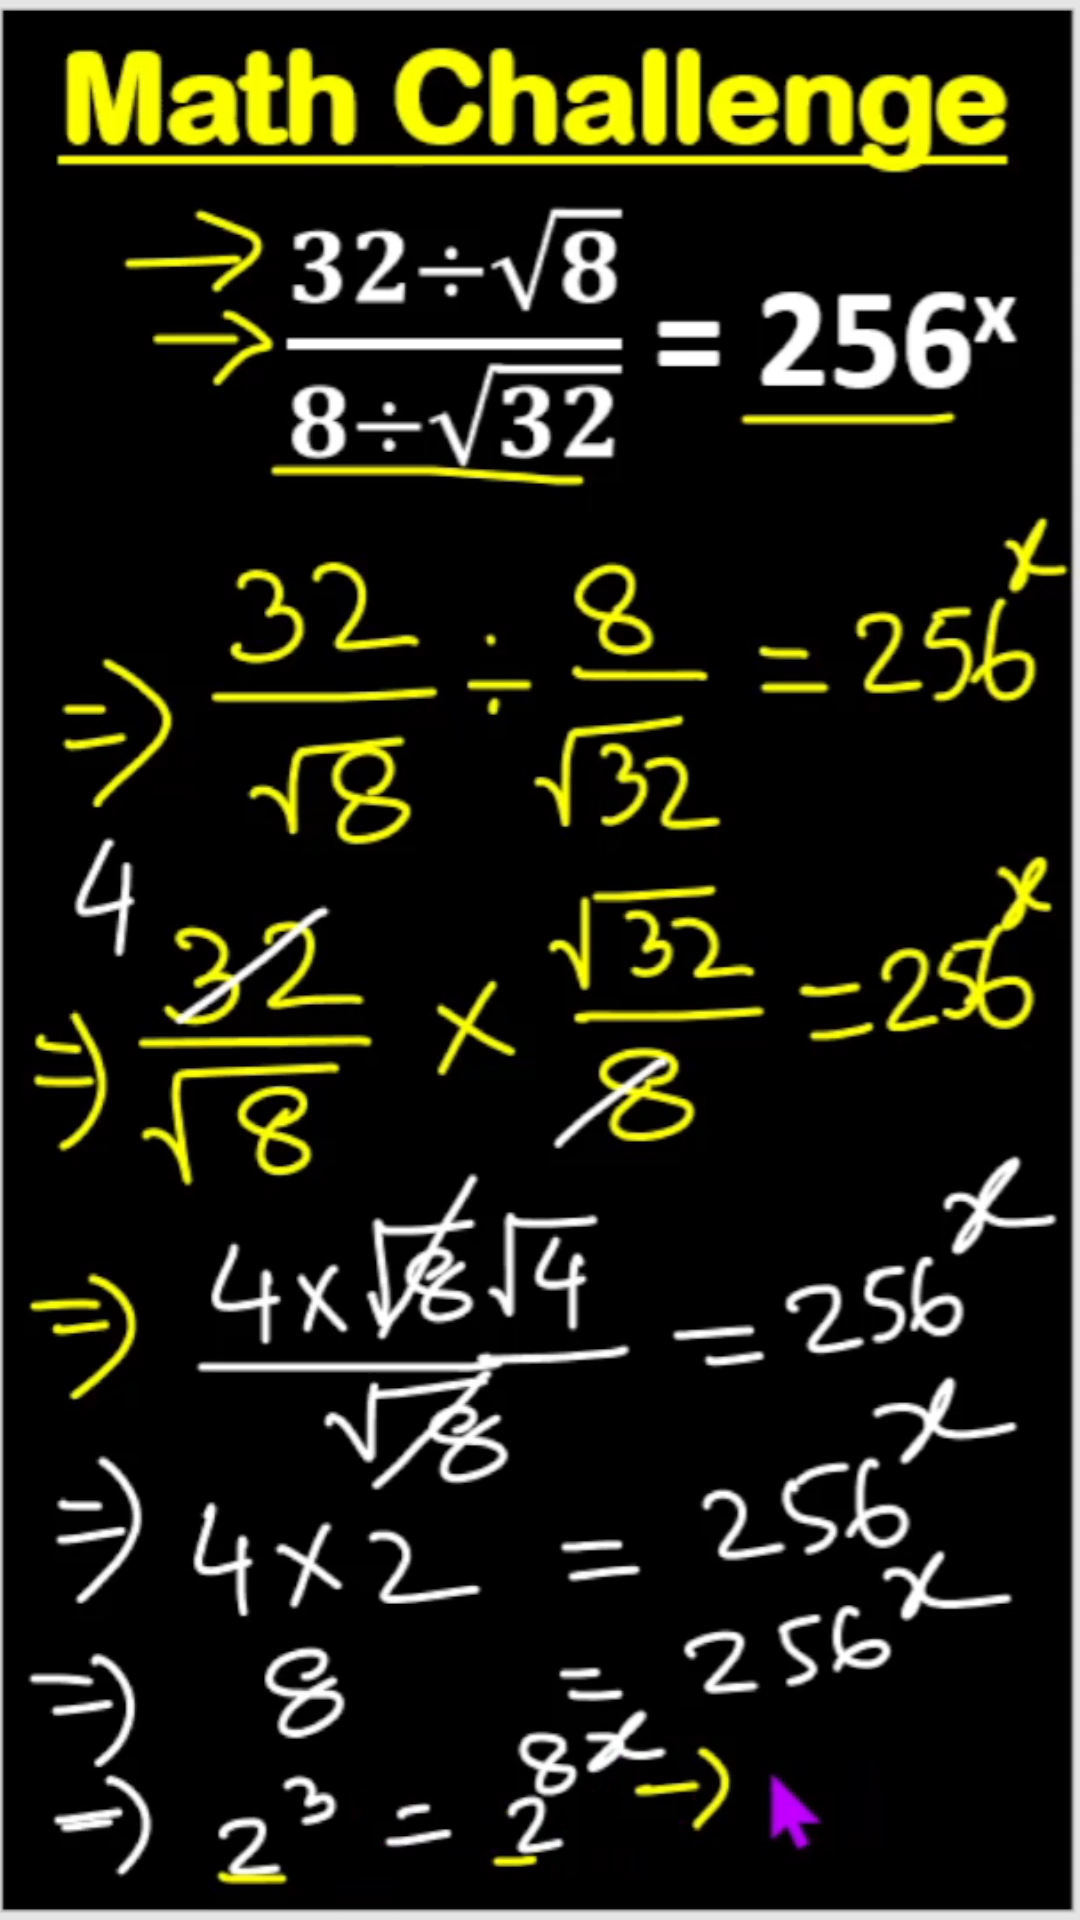 Math Challenge
→ 32÷√8
→ ――― = 256ˣ
8÷√32
⇒ 32/√8 ÷ 8/√32 = 256ˣ
4
⇒ 32/√8 × √32/8 = 256ˣ
⇒ 4×√8√4/√8 = 256ˣ
⇒ 4×2 = 256ˣ
⇒ 8 = 256ˣ
⇒ 2³ = 2⁸ˣ →